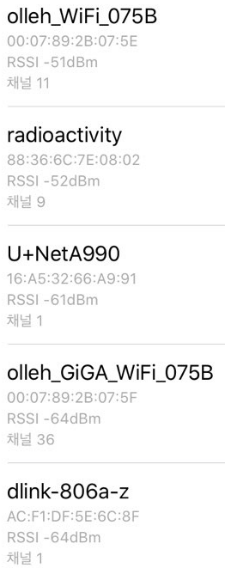 olleh_WiFi_075B
00:07:89:2B:07:5E
RSSI -51dBm
채널 11
radioactivity
88:36:6C:7E:08:02
RSSI -52dBm
채널 9
U+NetA990
16:A5:32:66:A9:91
RSSI -61dBm
채널 1
olleh_GiGA_WiFi_075B
00:07:89:2B:07:5F
RSSI -64dBm
채널 36
dlink-806a-z
AC:F1:DF:5E:6C:8F
RSSI -64dBm
채널 1